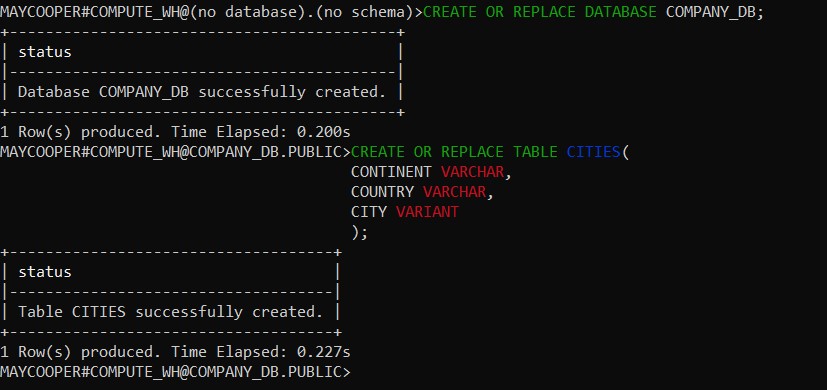 MAYCOOPER#COMPUTE_WH@(no database).(no schema)>CREATE OR REPLACE DATABASE COMPANY_DB;
+-------------------------------------------+
| status                                    |
|-------------------------------------------|
| Database COMPANY_DB successfully created. |
+-------------------------------------------+
1 Row(s) produced. Time Elapsed: 0.200s
MAYCOOPER#COMPUTE_WH@COMPANY_DB.PUBLIC>CREATE OR REPLACE TABLE CITIES(
                                       CONTINENT VARCHAR,
                                       COUNTRY VARCHAR,
                                       CITY VARIANT
                                       );
+------------------------------------+
| status                             |
|------------------------------------|
| Table CITIES successfully created. |
+------------------------------------+
1 Row(s) produced. Time Elapsed: 0.227s
MAYCOOPER#COMPUTE_WH@COMPANY_DB.PUBLIC>